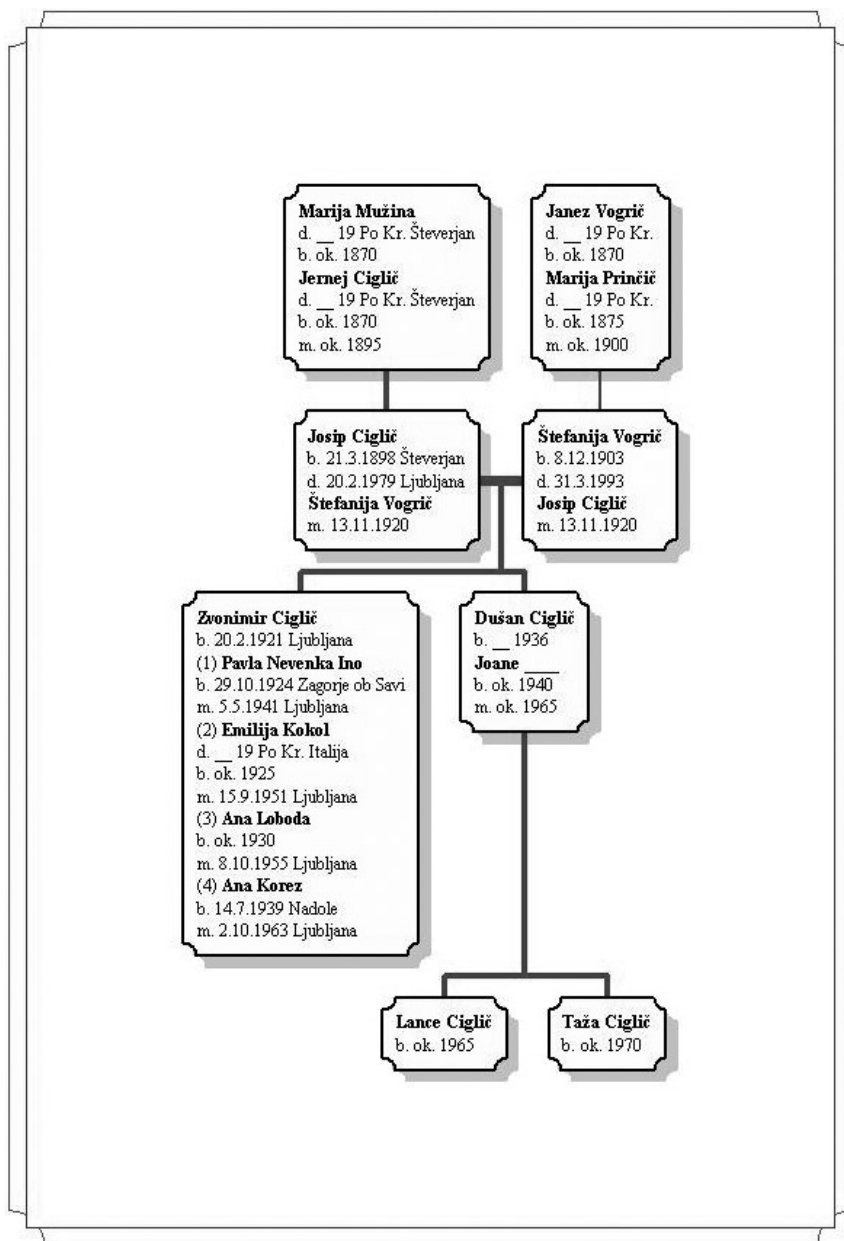 Marija Mužina
d. __ 19 Po Kr. Števerjan
b. ok. 1870
Jernej Ciglič
d. __ 19 Po Kr. Števerjan
b. ok. 1870
m. ok. 1895
Janez Vogrič
d. __ 19 Po Kr.
b. ok. 1870
Marija Prinčič
d. __ 19 Po Kr.
b. ok. 1875
m. ok. 1900
Josip Ciglič
b. 21.3.1898 Števerjan
d. 20.2.1979 Ljubljana
Štefanija Vogrič
m. 13.11.1920
Štefanija Vogrič
b. 8.12.1903
d. 31.3.1993
Josip Ciglič
m. 13.11.1920
Zvonimir Ciglič
b. 20.2.1921 Ljubljana
(1) Pavla Nevenka Ino
b. 29.10.1924 Zagorje ob Savi
m. 5.5.1941 Ljubljana
(2) Emilija Kokol
d. __ 19 Po Kr. Italija
b. ok. 1925
m. 15.9.1951 Ljubljana
(3) Ana Loboda
b. ok. 1930
m. 8.10.1955 Ljubljana
(4) Ana Korez
b. 14.7.1939 Nadole
m. 2.10.1963 Ljubljana
Dušan Ciglič
b. __ 1936
Joane ____
b. ok. 1940
m. ok. 1965
Lance Ciglič
b. ok. 1965
Taža Ciglič
b. ok. 1970